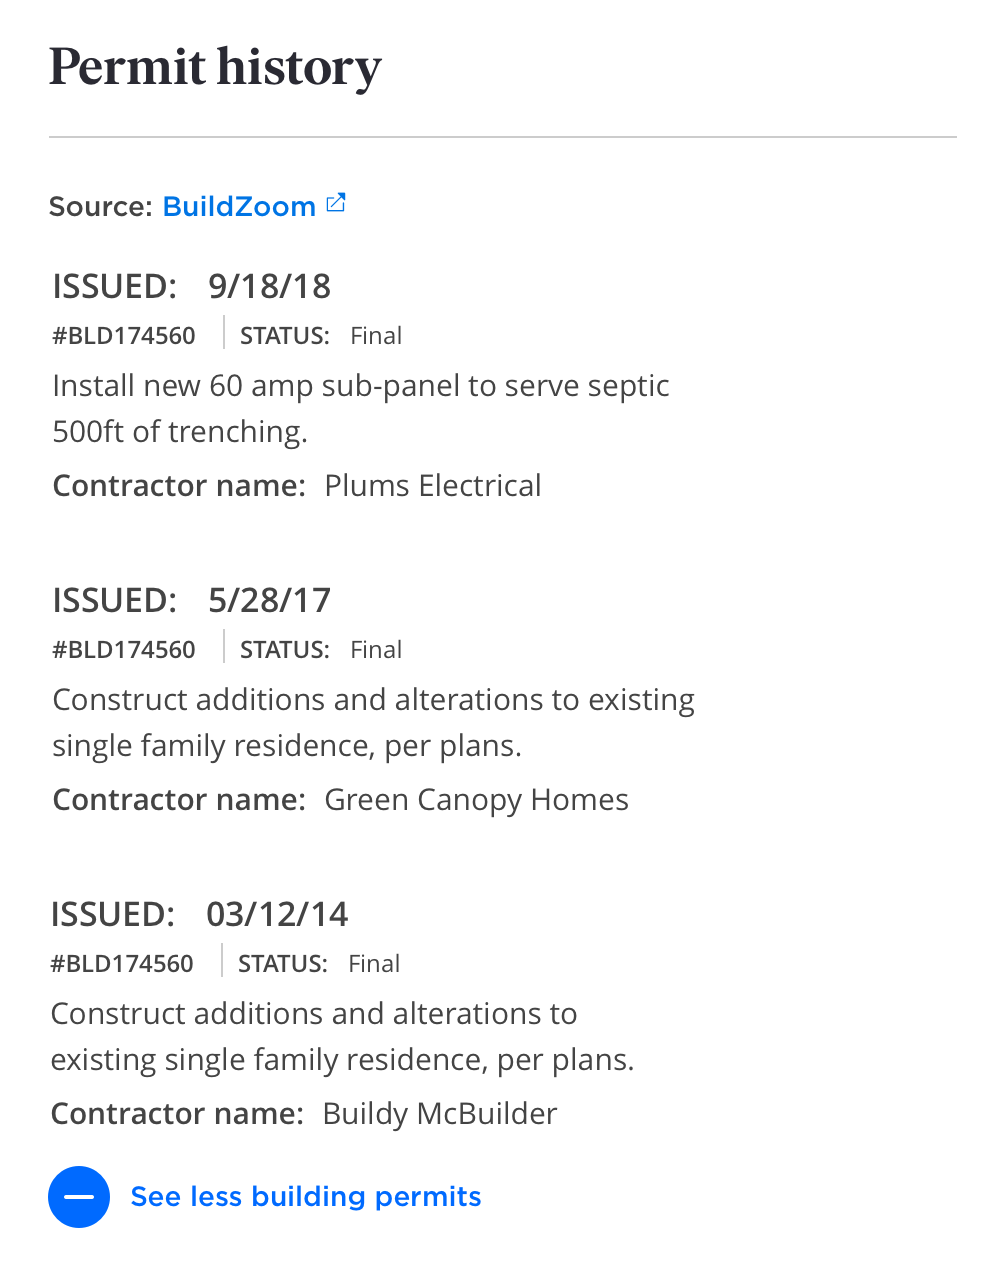 Permit history
Source: BuildZoom
ISSUED: 9/18/18
#BLD174560 STATUS: Final
Install new 60 amp sub-panel to serve septic
500ft of trenching.
Contractor name: Plums Electrical
ISSUED: 5/28/17
#BLD174560 STATUS: Final
Construct additions and alterations to existing
single family residence, per plans.
Contractor name: Green Canopy Homes
ISSUED: 03/12/14
#BLD174560 STATUS: Final
Construct additions and alterations to
existing single family residence, per plans.
Contractor name: Buildy McBuilder
See less building permits